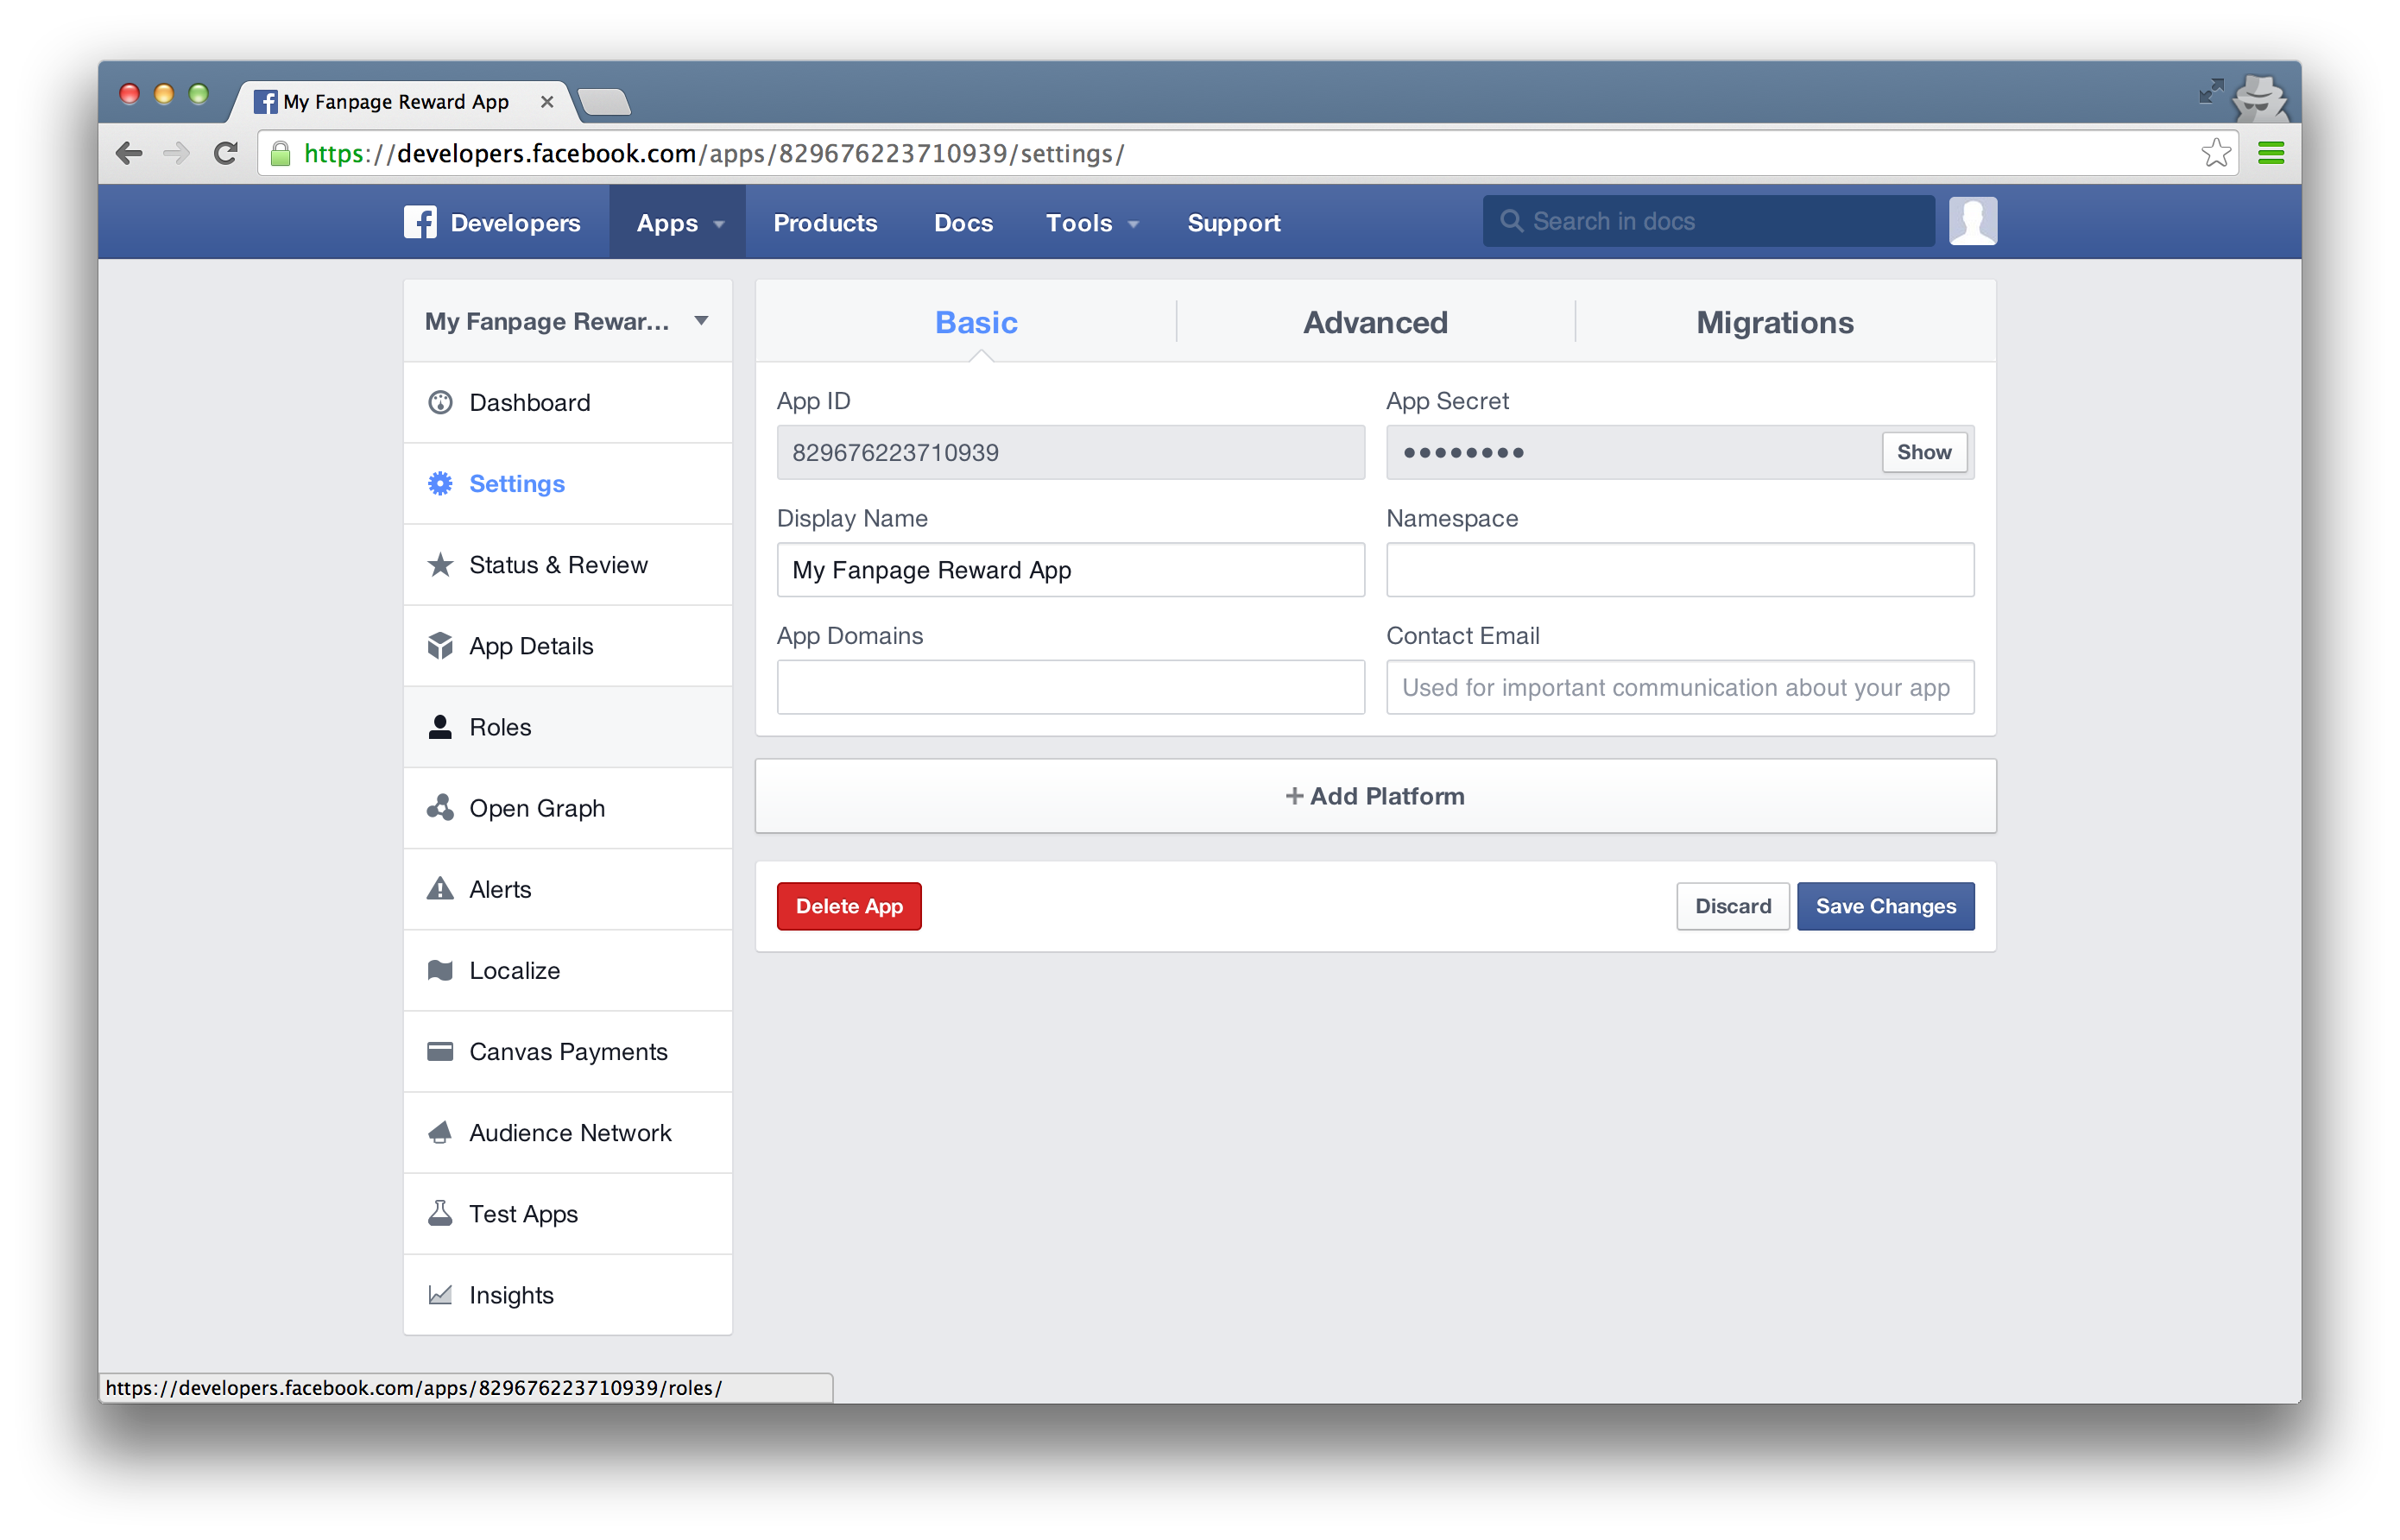 My Fanpage Reward App
https://developers.facebook.com/apps/829676223710939/settings/
Developers Apps Products Docs Tools Support Search in docs
My Fanpage Rewar...
Dashboard
Settings
Status & Review
App Details
Roles
Open Graph
Alerts
Localize
Canvas Payments
Audience Network
Test Apps
Insights
Basic Advanced Migrations
App ID App Secret
829676223710939 •••••••• Show
Display Name Namespace
My Fanpage Reward App
App Domains Contact Email
Used for important communication about your app
+ Add Platform
Delete App Discard Save Changes
https://developers.facebook.com/apps/829676223710939/roles/